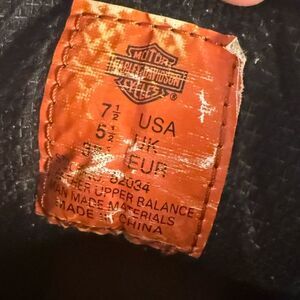 MOTOR
HARLEY-DAVIDSON
CYCLES
®
7½ USA
5½ UK
EUR
82034
UPPER BALANCE
MAN MADE MATERIALS
MADE IN CHINA